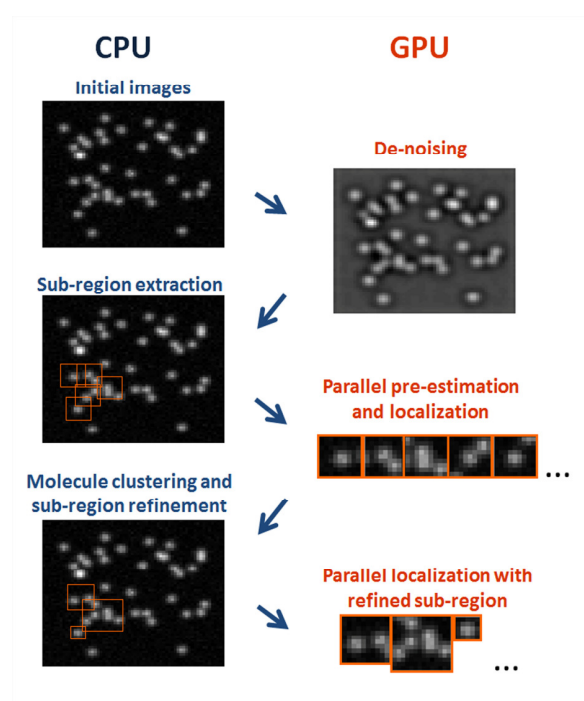 CPU
GPU
Initial images
De-noising
Sub-region extraction
Parallel pre-estimation
and localization
...
Molecule clustering and
sub-region refinement
Parallel localization with
refined sub-region
...